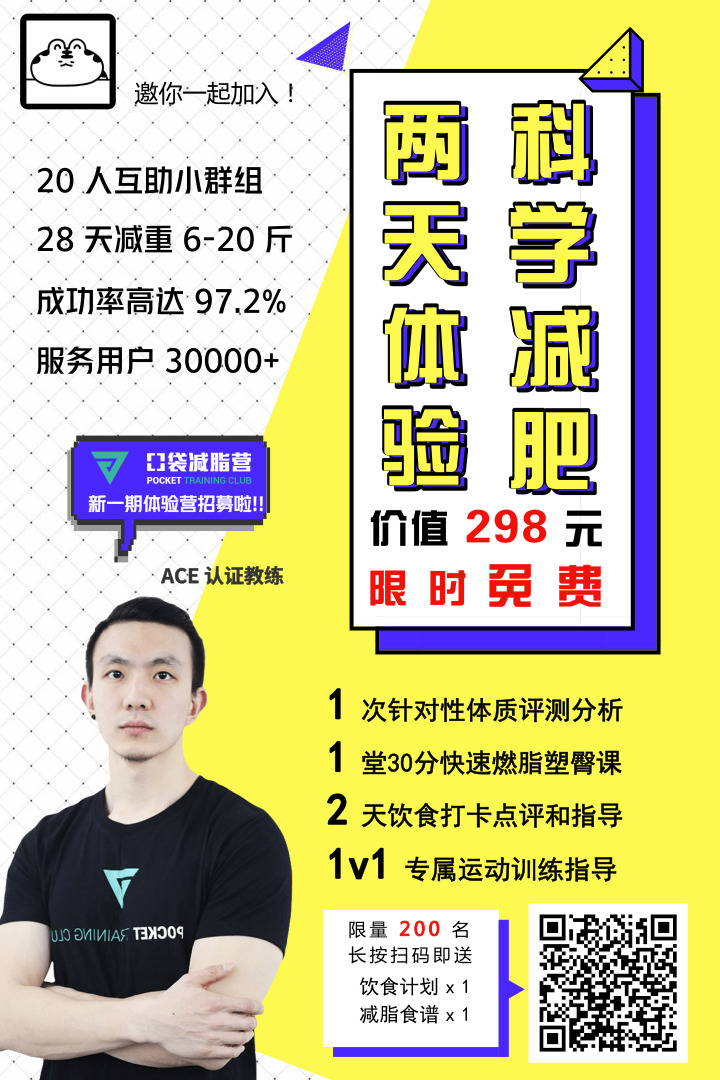 邀你一起加入！
20 人互助小群组
28 天减重 6-20 斤
成功率高达 97.2%
服务用户 30000+
科学减肥
两天体验
价值 298 元
限时免费
口袋减脂营
POCKET TRAINING CLUB
新一期体验营招募啦!!
ACE 认证教练
POCKET TRAINING CLU
1 次针对性体质评测分析
1 堂30分快速燃脂塑臀课
2 天饮食打卡点评和指导
1v1 专属运动训练指导
限量 200 名
长按扫码即送
饮食计划 x 1
减脂食谱 x 1